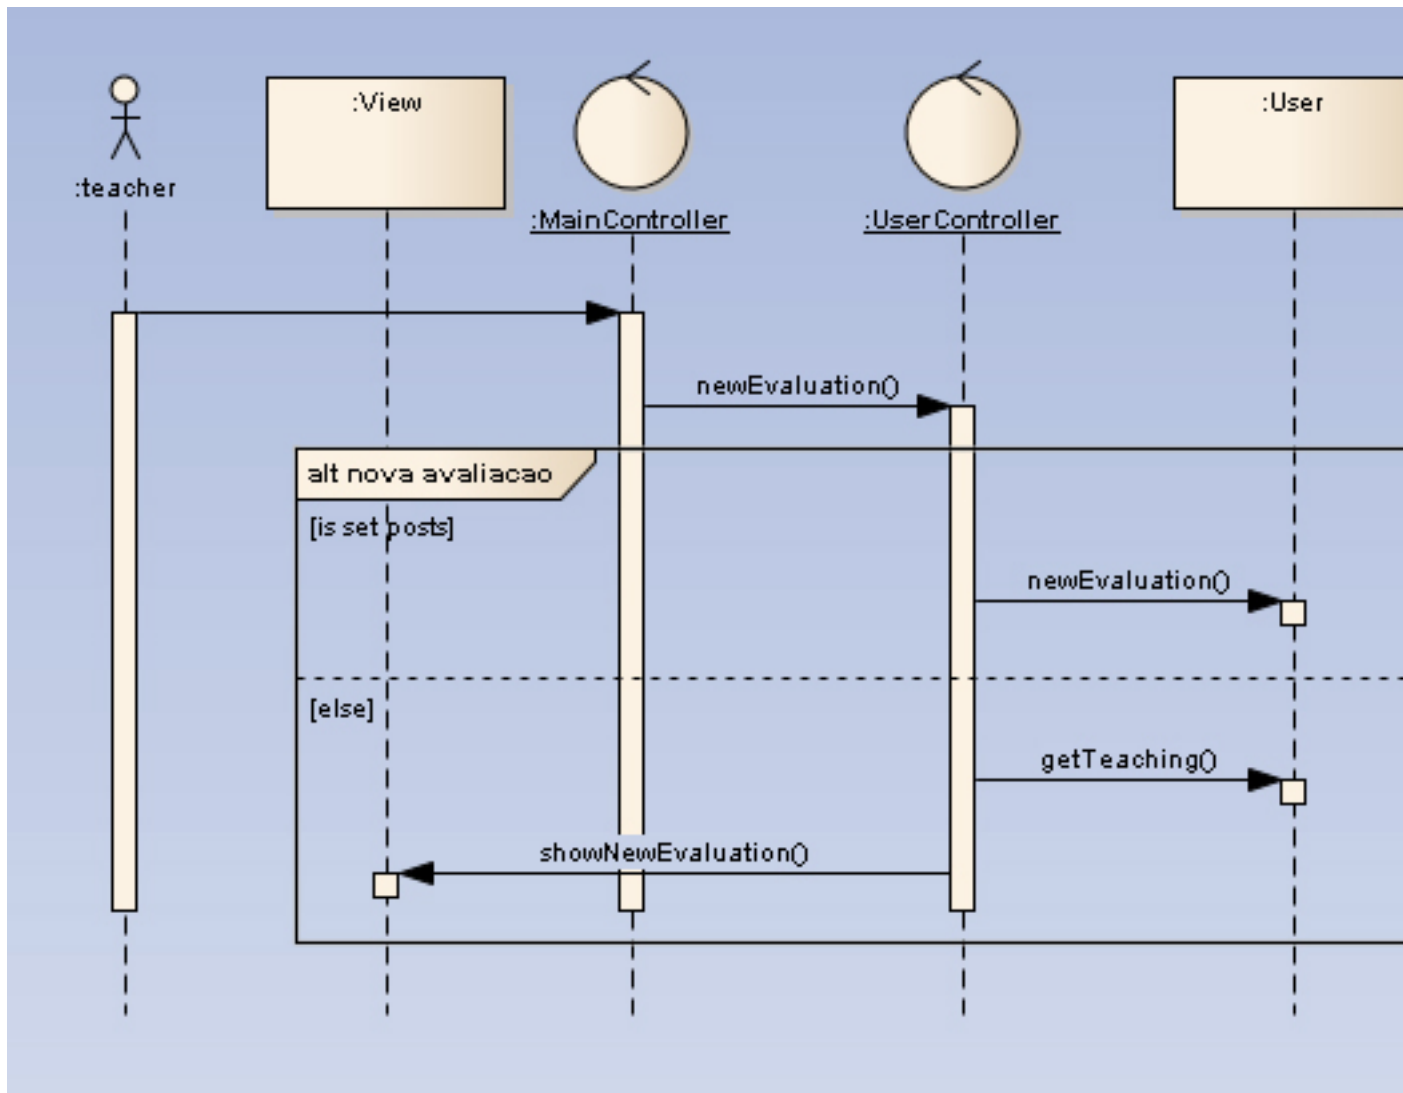 :View
:User
:teacher
:MainController
:UserController
newEvaluation()
alt nova avaliacao
[is set posts]
newEvaluation()
[else]
getTeaching()
showNewEvaluation()